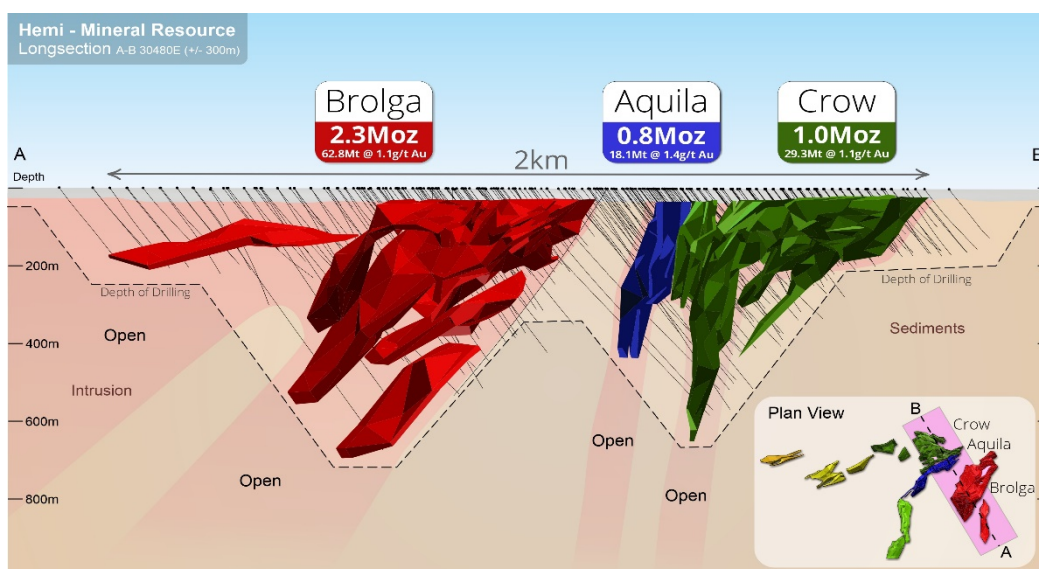 Hemi - Mineral Resource
Longsection A-B 30480E (+/- 300m)
Brolga
2.3Moz
62.8Mt @ 1.1g/t Au
Aquila
0.8Moz
18.1Mt @ 1.4g/t Au
Crow
1.0Moz
29.3Mt @ 1.1g/t Au
A
2km
Depth
200m
Depth of Drilling
Depth of Drilling
Open
Sediments
400m
Intrusion
600m
Open
Open
Open
800m
Plan View
B
Crow
Aquila
Brolga
A